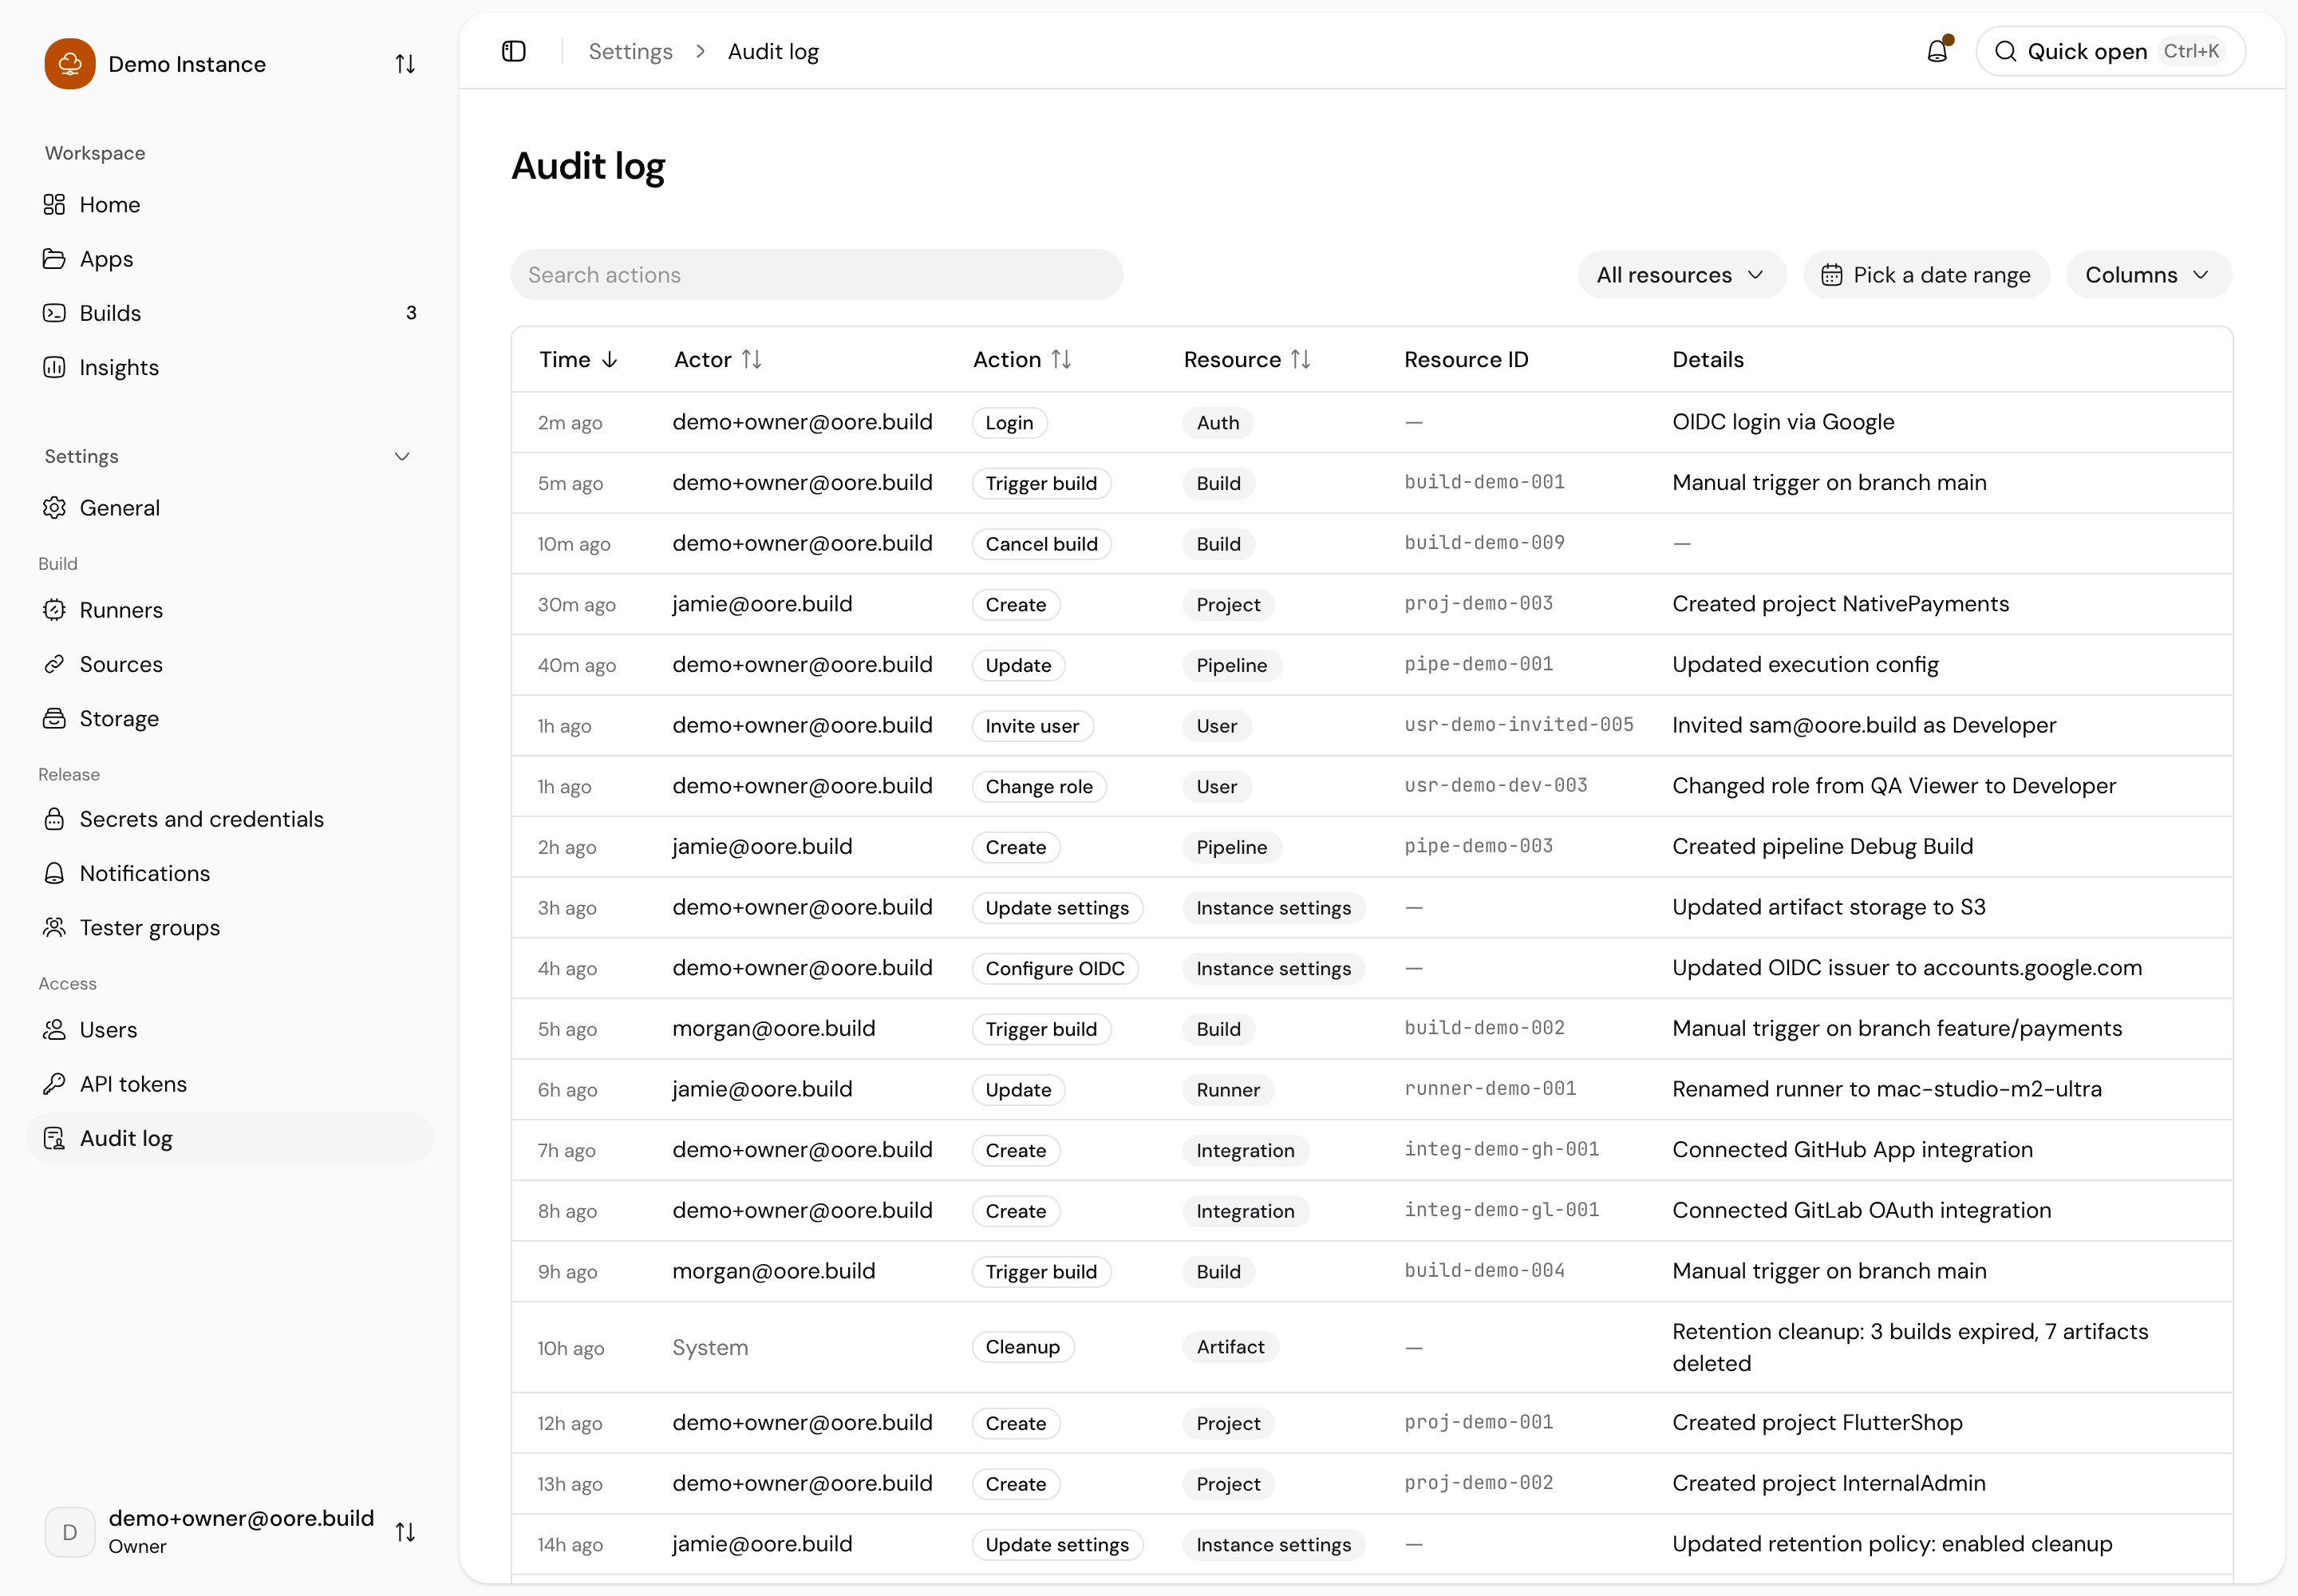 Demo Instance
Workspace
Home
Apps
Builds 3
Insights
Settings
General
Build
Runners
Sources
Storage
Release
Secrets and credentials
Notifications
Tester groups
Access
Users
API tokens
Audit log
D
demo+owner@oore.build
Owner
Settings > Audit log
Quick open Ctrl+K
Audit log
Search actions
All resources
Pick a date range
Columns
Time Actor Action Resource Resource ID Details
2m ago demo+owner@oore.build Login Auth — OIDC login via Google
5m ago demo+owner@oore.build Trigger build Build build-demo-001 Manual trigger on branch main
10m ago demo+owner@oore.build Cancel build Build build-demo-009 —
30m ago jamie@oore.build Create Project proj-demo-003 Created project NativePayments
40m ago demo+owner@oore.build Update Pipeline pipe-demo-001 Updated execution config
1h ago demo+owner@oore.build Invite user User usr-demo-invited-005 Invited sam@oore.build as Developer
1h ago demo+owner@oore.build Change role User usr-demo-dev-003 Changed role from QA Viewer to Developer
2h ago jamie@oore.build Create Pipeline pipe-demo-003 Created pipeline Debug Build
3h ago demo+owner@oore.build Update settings Instance settings — Updated artifact storage to S3
4h ago demo+owner@oore.build Configure OIDC Instance settings — Updated OIDC issuer to accounts.google.com
5h ago morgan@oore.build Trigger build Build build-demo-002 Manual trigger on branch feature/payments
6h ago jamie@oore.build Update Runner runner-demo-001 Renamed runner to mac-studio-m2-ultra
7h ago demo+owner@oore.build Create Integration integ-demo-gh-001 Connected GitHub App integration
8h ago demo+owner@oore.build Create Integration integ-demo-gl-001 Connected GitLab OAuth integration
9h ago morgan@oore.build Trigger build Build build-demo-004 Manual trigger on branch main
10h ago System Cleanup Artifact — Retention cleanup: 3 builds expired, 7 artifacts
deleted
12h ago demo+owner@oore.build Create Project proj-demo-001 Created project FlutterShop
13h ago demo+owner@oore.build Create Project proj-demo-002 Created project InternalAdmin
14h ago jamie@oore.build Update settings Instance settings — Updated retention policy: enabled cleanup